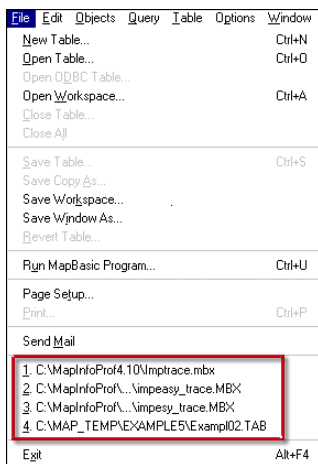 File Edit Objects Query Table Options Window
New Table... Ctrl+N
Open Table... Ctrl+O
Open ODBC Table...
Open Workspace... Ctrl+A
Close Table...
Close All
Save Table... Ctrl+S
Save Copy As...
Save Workspace...
Save Window As...
Revert Table...
Run MapBasic Program... Ctrl+U
Page Setup...
Print... Ctrl+P
Send Mail
1. C:\MapInfoProf4.10\Imptrace.mbx
2. C:\MapInfoProf\...\impeasy_trace.MBX
3. C:\MapInfoProf\...\impesy_trace.MBX
4. C:\MAP_TEMP\EXAMPLE5\Exampl02.TAB
Exit Alt+F4